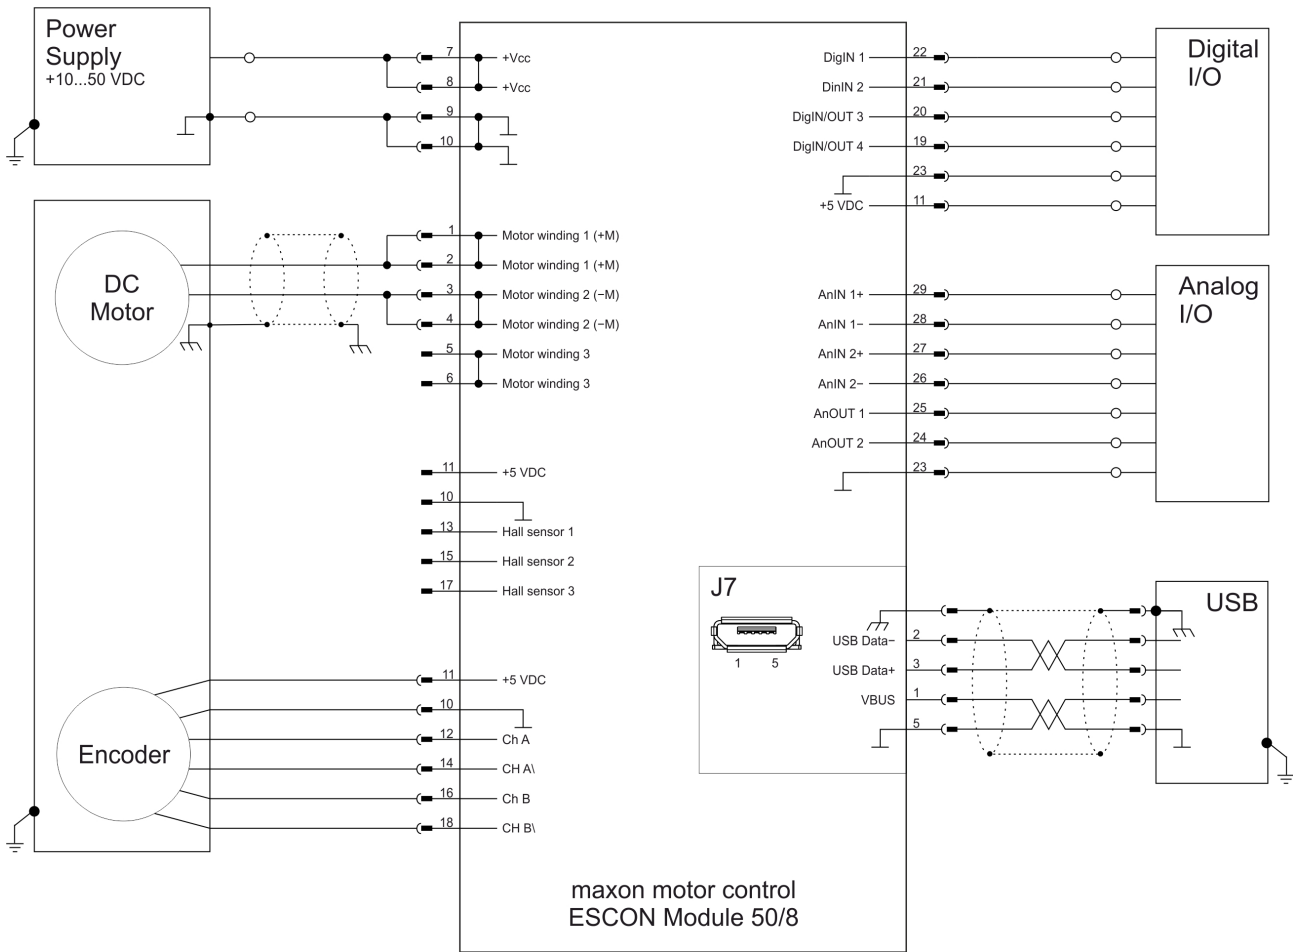 Power
Supply
+10...50 VDC
7 +Vcc
8 +Vcc
9
10
DC
Motor
1 Motor winding 1 (+M)
2 Motor winding 1 (+M)
3 Motor winding 2 (−M)
4 Motor winding 2 (−M)
5 Motor winding 3
6 Motor winding 3
11 +5 VDC
10
13 Hall sensor 1
15 Hall sensor 2
17 Hall sensor 3
Encoder
11 +5 VDC
10
12 Ch A
14 CH A\
16 Ch B
18 CH B\
DigIN 1 22
DinIN 2 21
DigIN/OUT 3 20
DigIN/OUT 4 19
23
+5 VDC 11
Digital
I/O
AnIN 1+ 29
AnIN 1− 28
AnIN 2+ 27
AnIN 2− 26
AnOUT 1 25
AnOUT 2 24
23
Analog
I/O
J7
1 5
USB Data− 2
USB Data+ 3
VBUS 1
5
USB
maxon motor control
ESCON Module 50/8